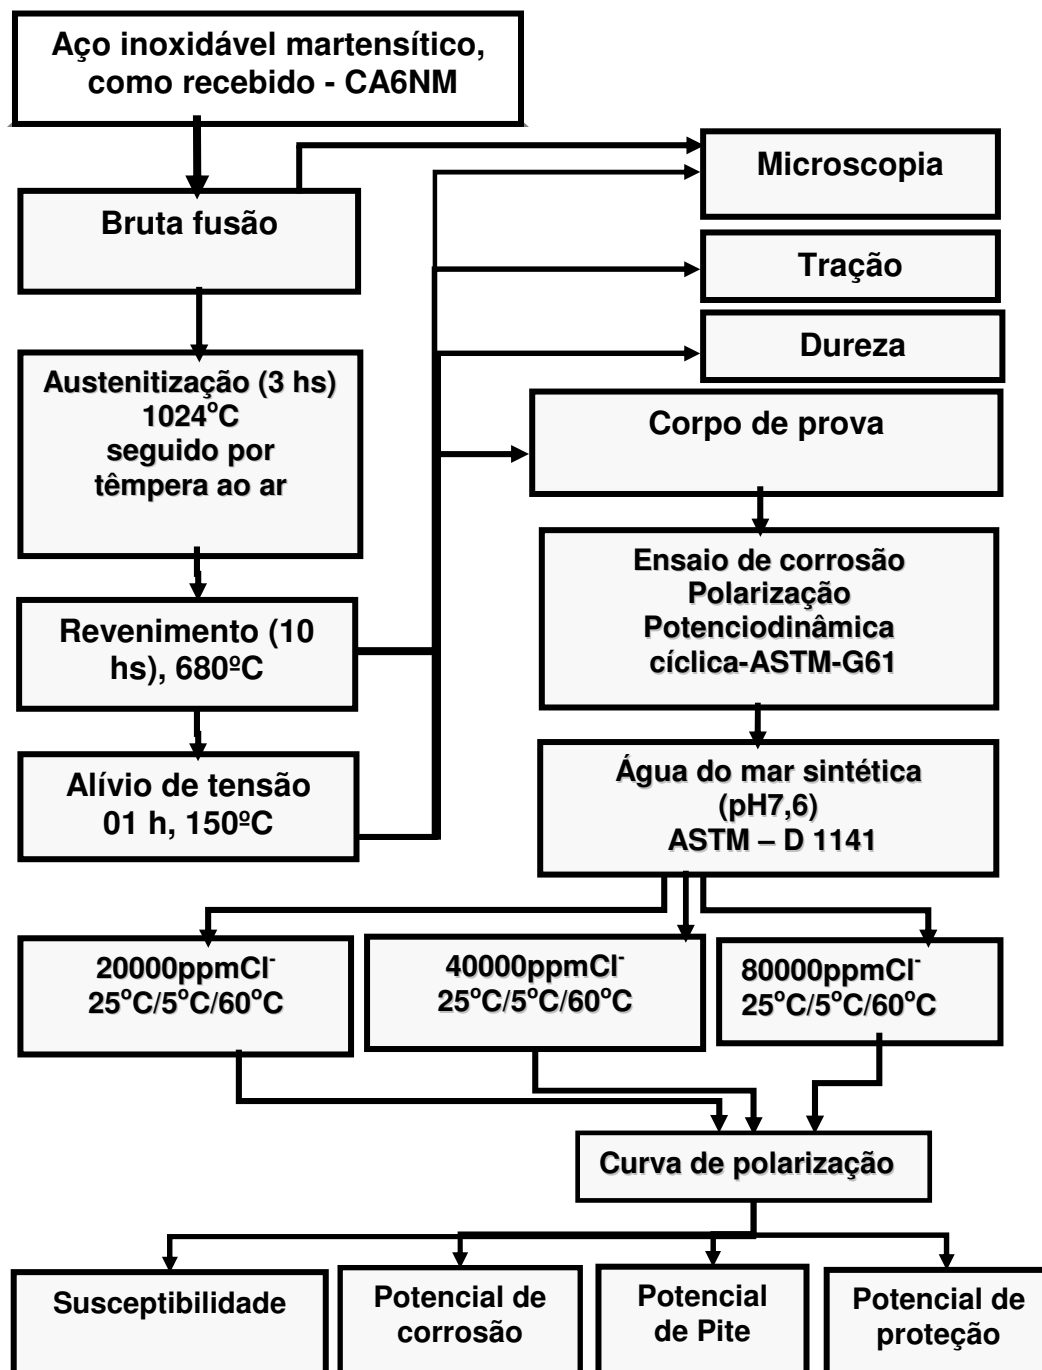 Aço inoxidável martensítico,
como recebido - CA6NM
Bruta fusão
Microscopia
Tração
Dureza
Austenitização (3 hs)
1024°C
seguido por
têmpera ao ar
Corpo de prova
Ensaio de corrosão
Polarização
Potenciodinâmica
cíclica-ASTM-G61
Revenimento (10
hs), 680ºC
Alívio de tensão
01 h, 150ºC
Água do mar sintética
(pH7,6)
ASTM – D 1141
20000ppmCl⁻
25°C/5°C/60°C
40000ppmCl⁻
25°C/5°C/60°C
80000ppmCl⁻
25°C/5°C/60°C
Curva de polarização
Susceptibilidade
Potencial de
corrosão
Potencial
de Pite
Potencial de
proteção